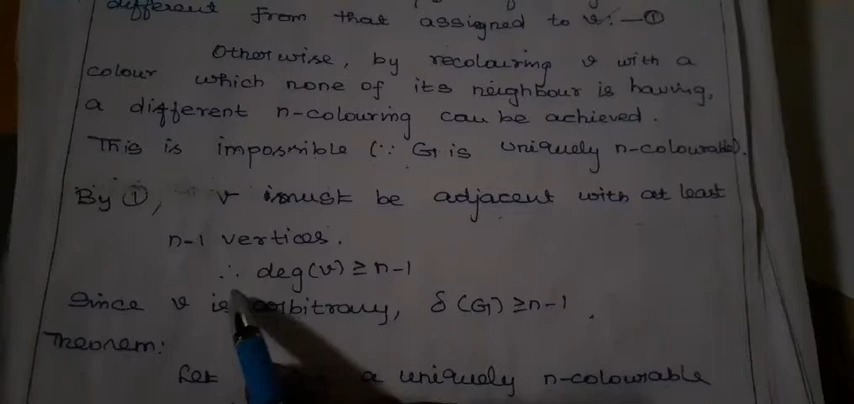 different from that assigned to v. — ①
Otherwise, by recolouring v with a
colour which none of its neighbour is having,
a different n-colouring can be achieved.
This is impossible (∵ G is uniquely n-colourable).
By ①, v must be adjacent with at least
n-1 vertices.
∴ deg(v) ≥ n-1
Since v is arbitrary, δ(G) ≥ n-1.
Theorem:
Let a uniquely n-colourable